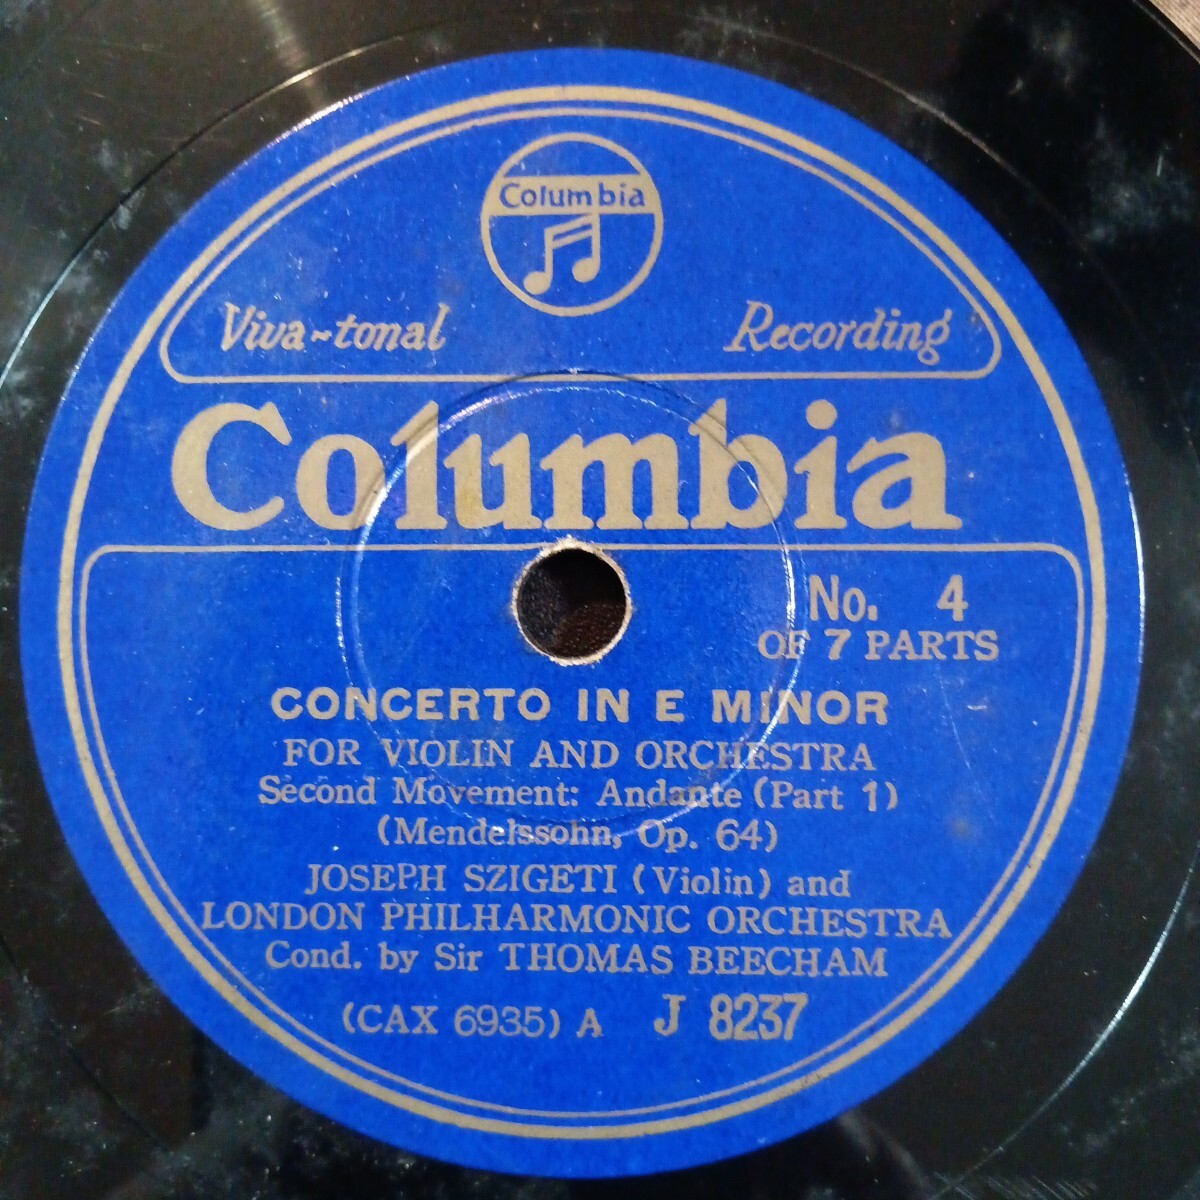 Columbia
Viva-tonal Recording
Columbia
No. 4
OF 7 PARTS
CONCERTO IN E MINOR
FOR VIOLIN AND ORCHESTRA
Second Movement: Andante (Part 1)
(Mendelssohn, Op. 64)
JOSEPH SZIGETI (Violin) and
LONDON PHILHARMONIC ORCHESTRA
Cond. by Sir THOMAS BEECHAM
(CAX 6935) A J 8237